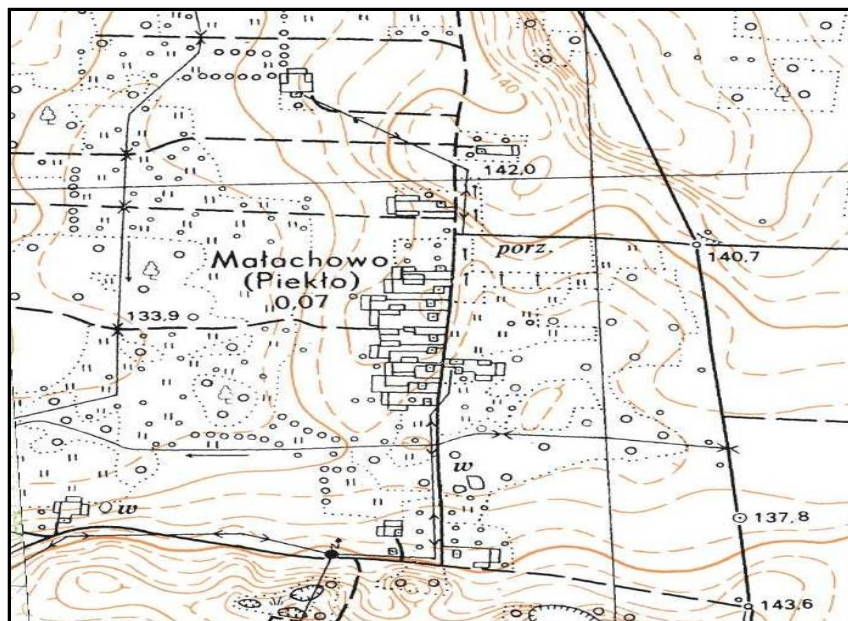 140
142,0
porz.
140,7
Małachowo
(Piekło)
0,07
133,9
w
w
137,8
143,6